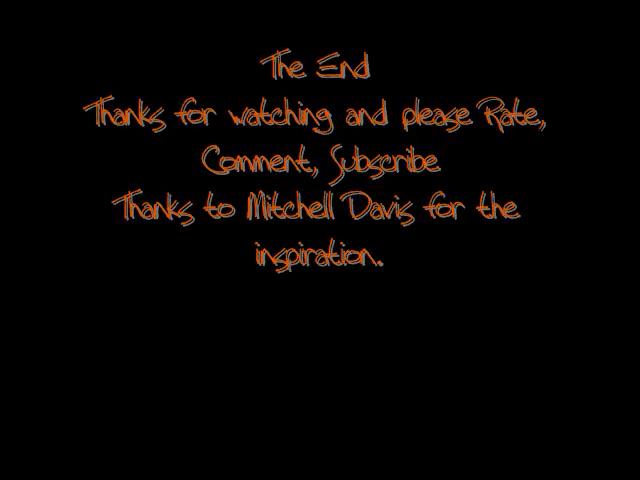 The End
Thanks for watching and please Rate,
Comment, Subscribe
Thanks to Mitchell Davis for the
inspiration.